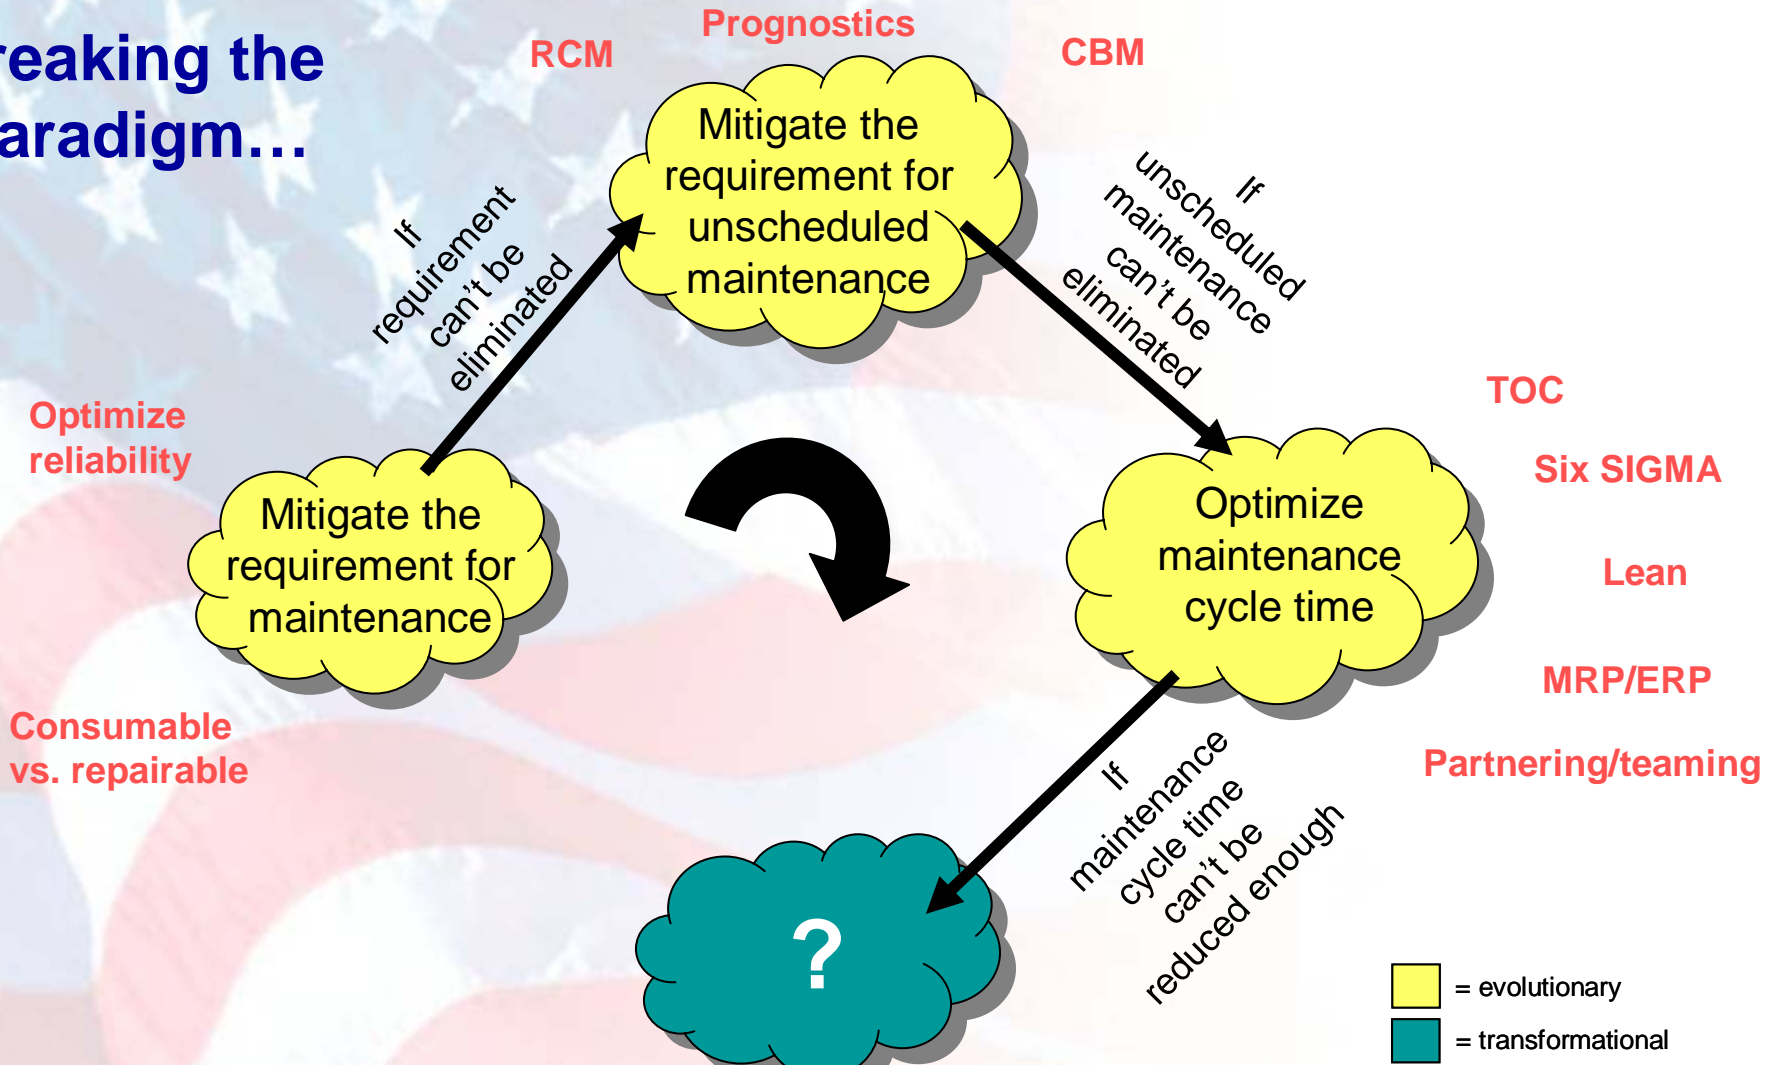 reaking the
aradigm…
RCM
Prognostics
CBM
Mitigate the
requirement for
unscheduled
maintenance
If
requirement
can't be
eliminated
If
unscheduled
maintenance
can't be
eliminated
Optimize
reliability
Mitigate the
requirement for
maintenance
Consumable
vs. repairable
Optimize
maintenance
cycle time
TOC
Six SIGMA
Lean
MRP/ERP
Partnering/teaming
If
maintenance
cycle time
can't be
reduced enough
?
= evolutionary
= transformational